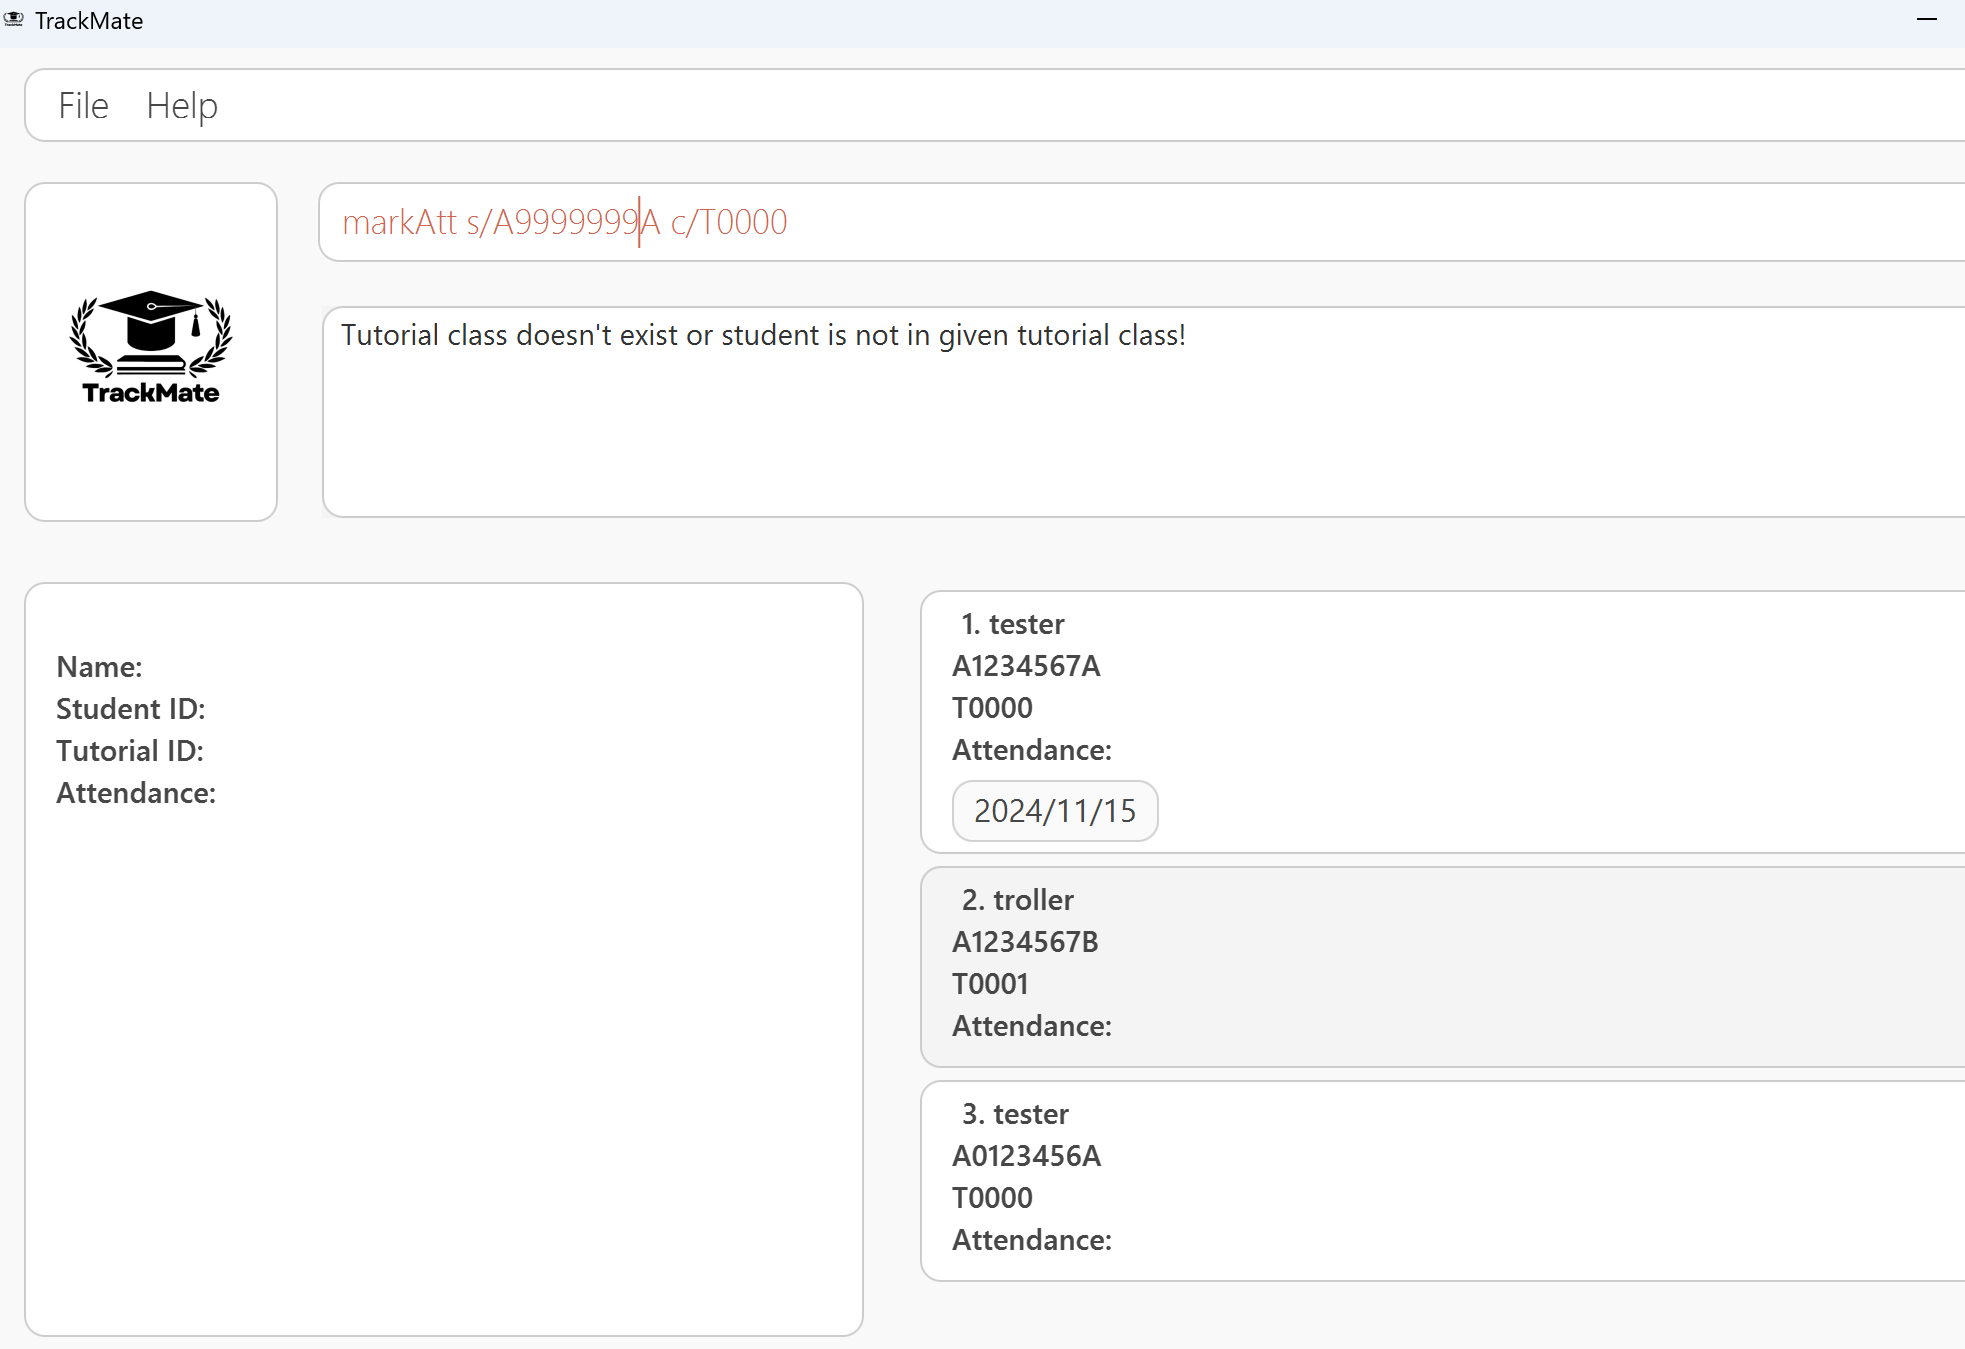 TrackMate
File Help
markAtt s/A9999999A c/T0000
TrackMate
Tutorial class doesn't exist or student is not in given tutorial class!
Name:
Student ID:
Tutorial ID:
Attendance:
1. tester
A1234567A
T0000
Attendance:
2024/11/15
2. troller
A1234567B
T0001
Attendance:
3. tester
A0123456A
T0000
Attendance: